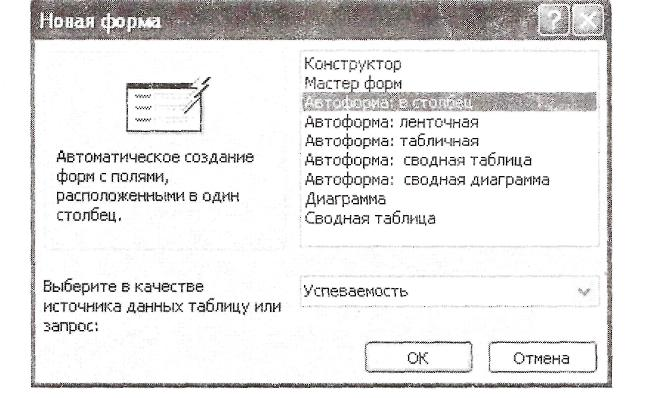 Новая форма
Конструктор
Мастер форм
Автоформа: в столбец
Автоформа: ленточная
Автоформа: табличная
Автоформа: сводная таблица
Автоформа: сводная диаграмма
Диаграмма
Сводная таблица
Автоматическое создание
форм с полями,
расположенными в один
столбец.
Выберите в качестве
источника данных таблицу или
запрос:
Успеваемость
ОК
Отмена